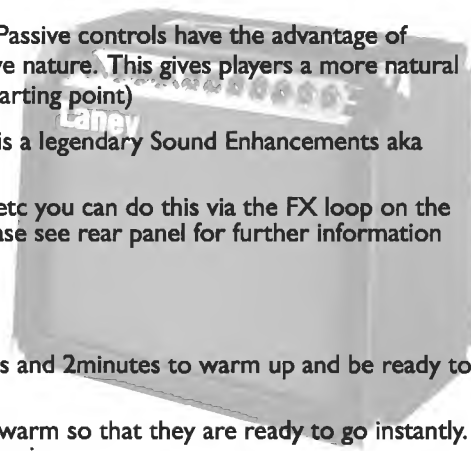 Passive controls have the advantage of
ve nature. This gives players a more natural
arting point)
Laney
is a legendary Sound Enhancements aka
etc you can do this via the FX loop on the
ase see rear panel for further information
s and 2minutes to warm up and be ready to
warm so that they are ready to go instantly.